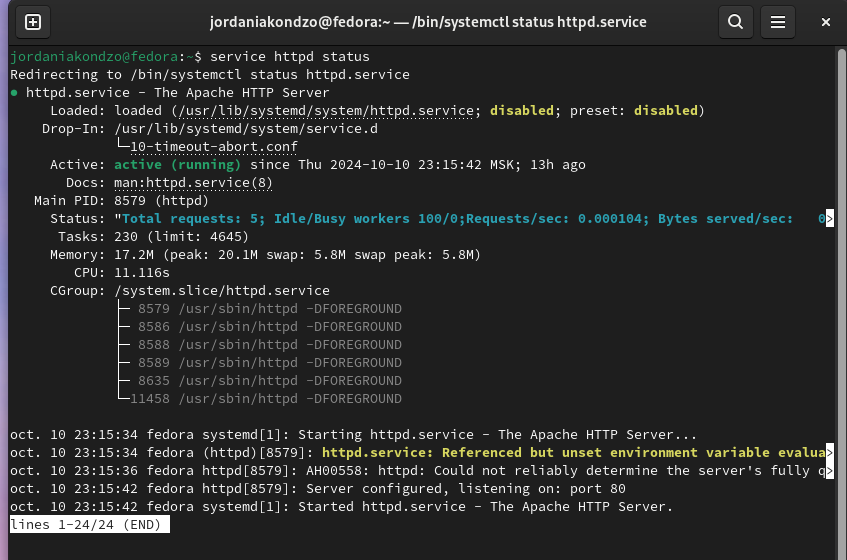 jordaniakondzo@fedora:~ — /bin/systemctl status httpd.service
jordaniakondzo@fedora:~$ service httpd status
Redirecting to /bin/systemctl status httpd.service
● httpd.service - The Apache HTTP Server
     Loaded: loaded (/usr/lib/systemd/system/httpd.service; disabled; preset: disabled)
    Drop-In: /usr/lib/systemd/system/service.d
             └─10-timeout-abort.conf
     Active: active (running) since Thu 2024-10-10 23:15:42 MSK; 13h ago
       Docs: man:httpd.service(8)
   Main PID: 8579 (httpd)
     Status: "Total requests: 5; Idle/Busy workers 100/0;Requests/sec: 0.000104; Bytes served/sec:   0>
      Tasks: 230 (limit: 4645)
     Memory: 17.2M (peak: 20.1M swap: 5.8M swap peak: 5.8M)
        CPU: 11.116s
     CGroup: /system.slice/httpd.service
             ├─ 8579 /usr/sbin/httpd -DFOREGROUND
             ├─ 8586 /usr/sbin/httpd -DFOREGROUND
             ├─ 8588 /usr/sbin/httpd -DFOREGROUND
             ├─ 8589 /usr/sbin/httpd -DFOREGROUND
             ├─ 8635 /usr/sbin/httpd -DFOREGROUND
             └─11458 /usr/sbin/httpd -DFOREGROUND
oct. 10 23:15:34 fedora systemd[1]: Starting httpd.service - The Apache HTTP Server...
oct. 10 23:15:34 fedora (httpd)[8579]: httpd.service: Referenced but unset environment variable evalua>
oct. 10 23:15:36 fedora httpd[8579]: AH00558: httpd: Could not reliably determine the server's fully q>
oct. 10 23:15:42 fedora httpd[8579]: Server configured, listening on: port 80
oct. 10 23:15:42 fedora systemd[1]: Started httpd.service - The Apache HTTP Server.
lines 1-24/24 (END)